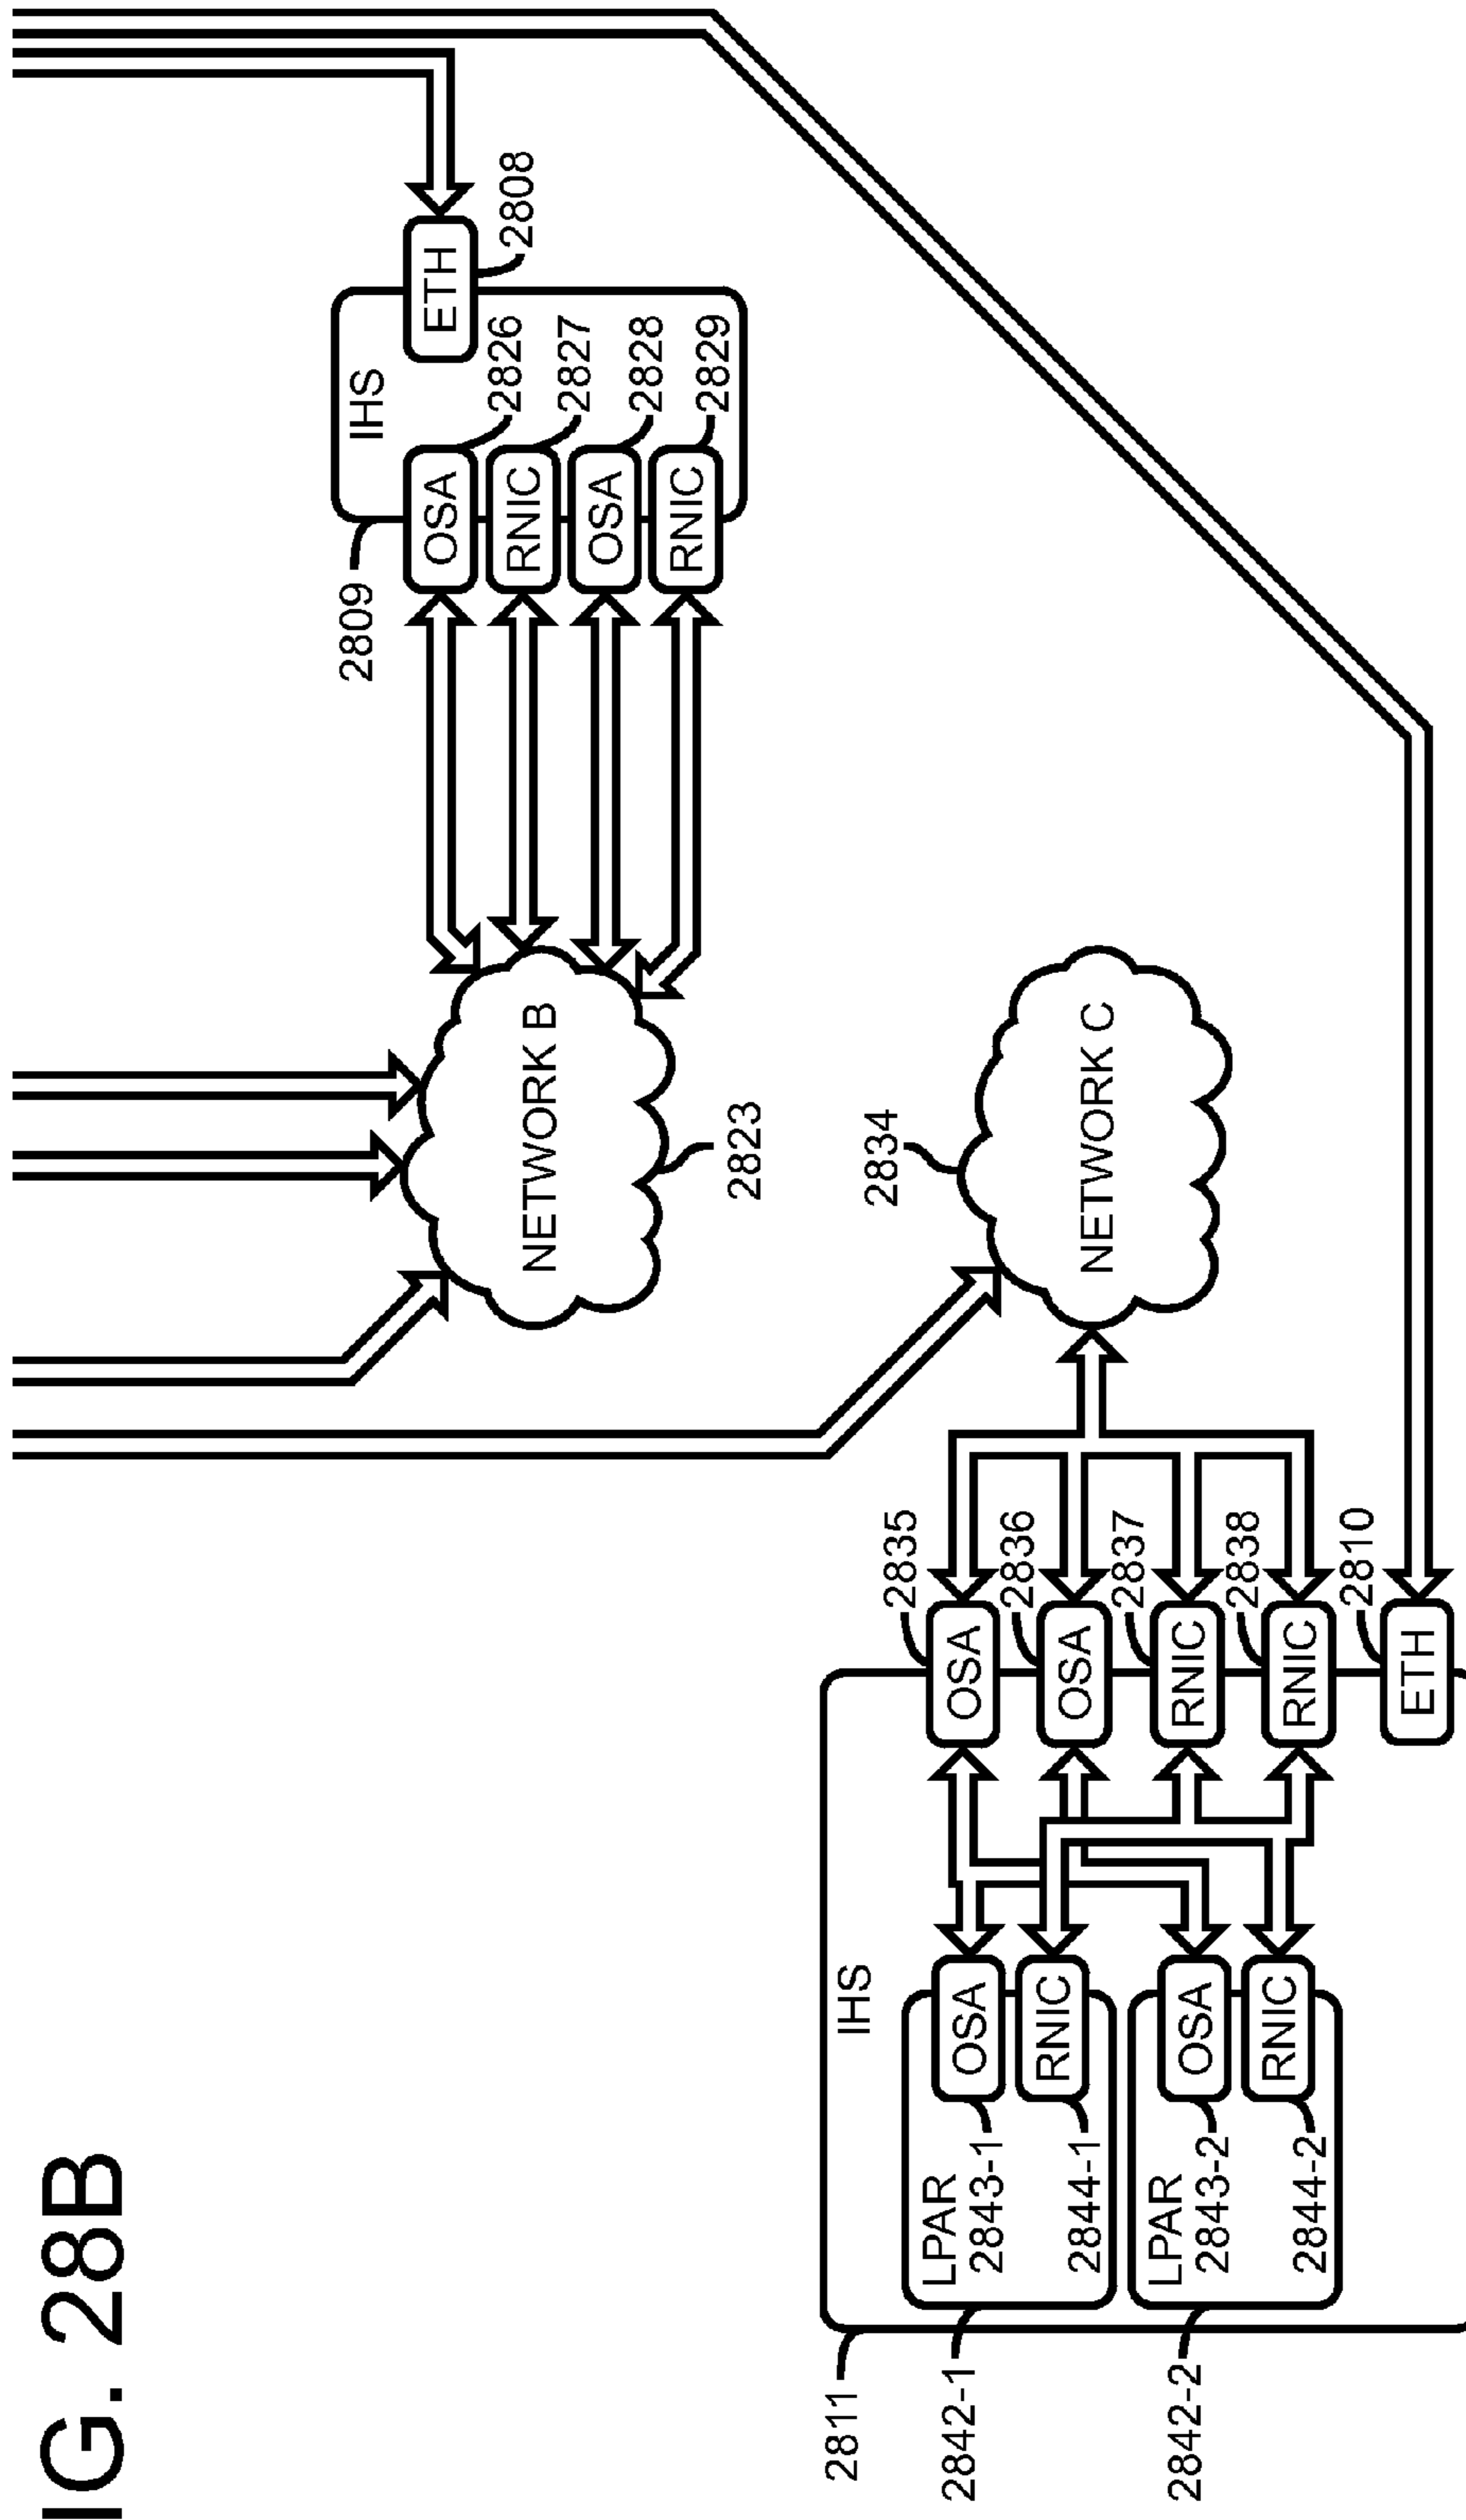 IG. 28B
IHS
2809
ETH
2808
OSA
2826
RNIC
2827
OSA
2828
RNIC
2829
NETWORK B
2823
NETWORK C
2834
IHS
2811
OSA
2835
OSA
2836
RNIC
2837
RNIC
2838
ETH
2810
LPAR
2842-1
OSA
2843-1
RNIC
2844-1
LPAR
2842-2
OSA
2843-2
RNIC
2844-2